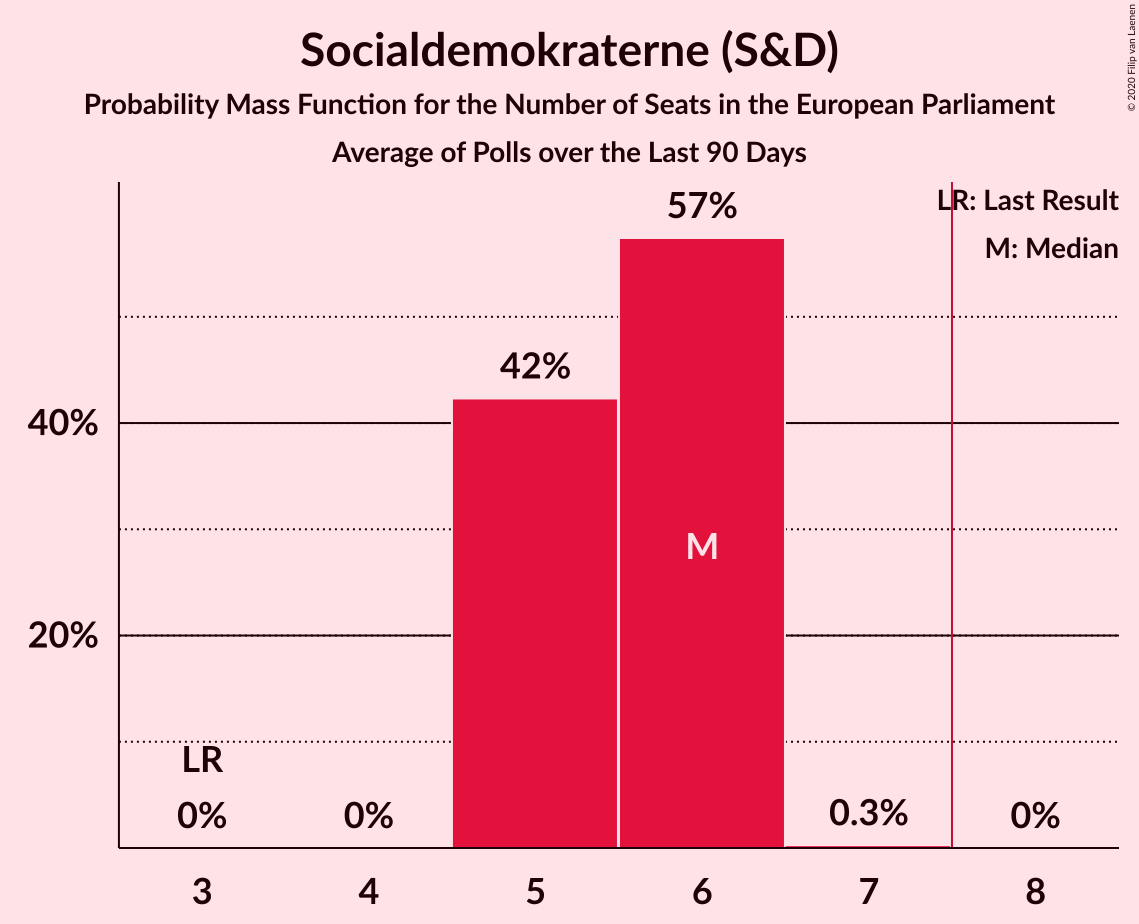 Socialdemokraterne (S&D)
Probability Mass Function for the Number of Seats in the European Parliament
Average of Polls over the Last 90 Days
© 2020 Filip van Laenen
LR: Last Result
M: Median
57%
42%
40%
M
20%
LR
0%
0%
0.3%
0%
3
4
5
6
7
8